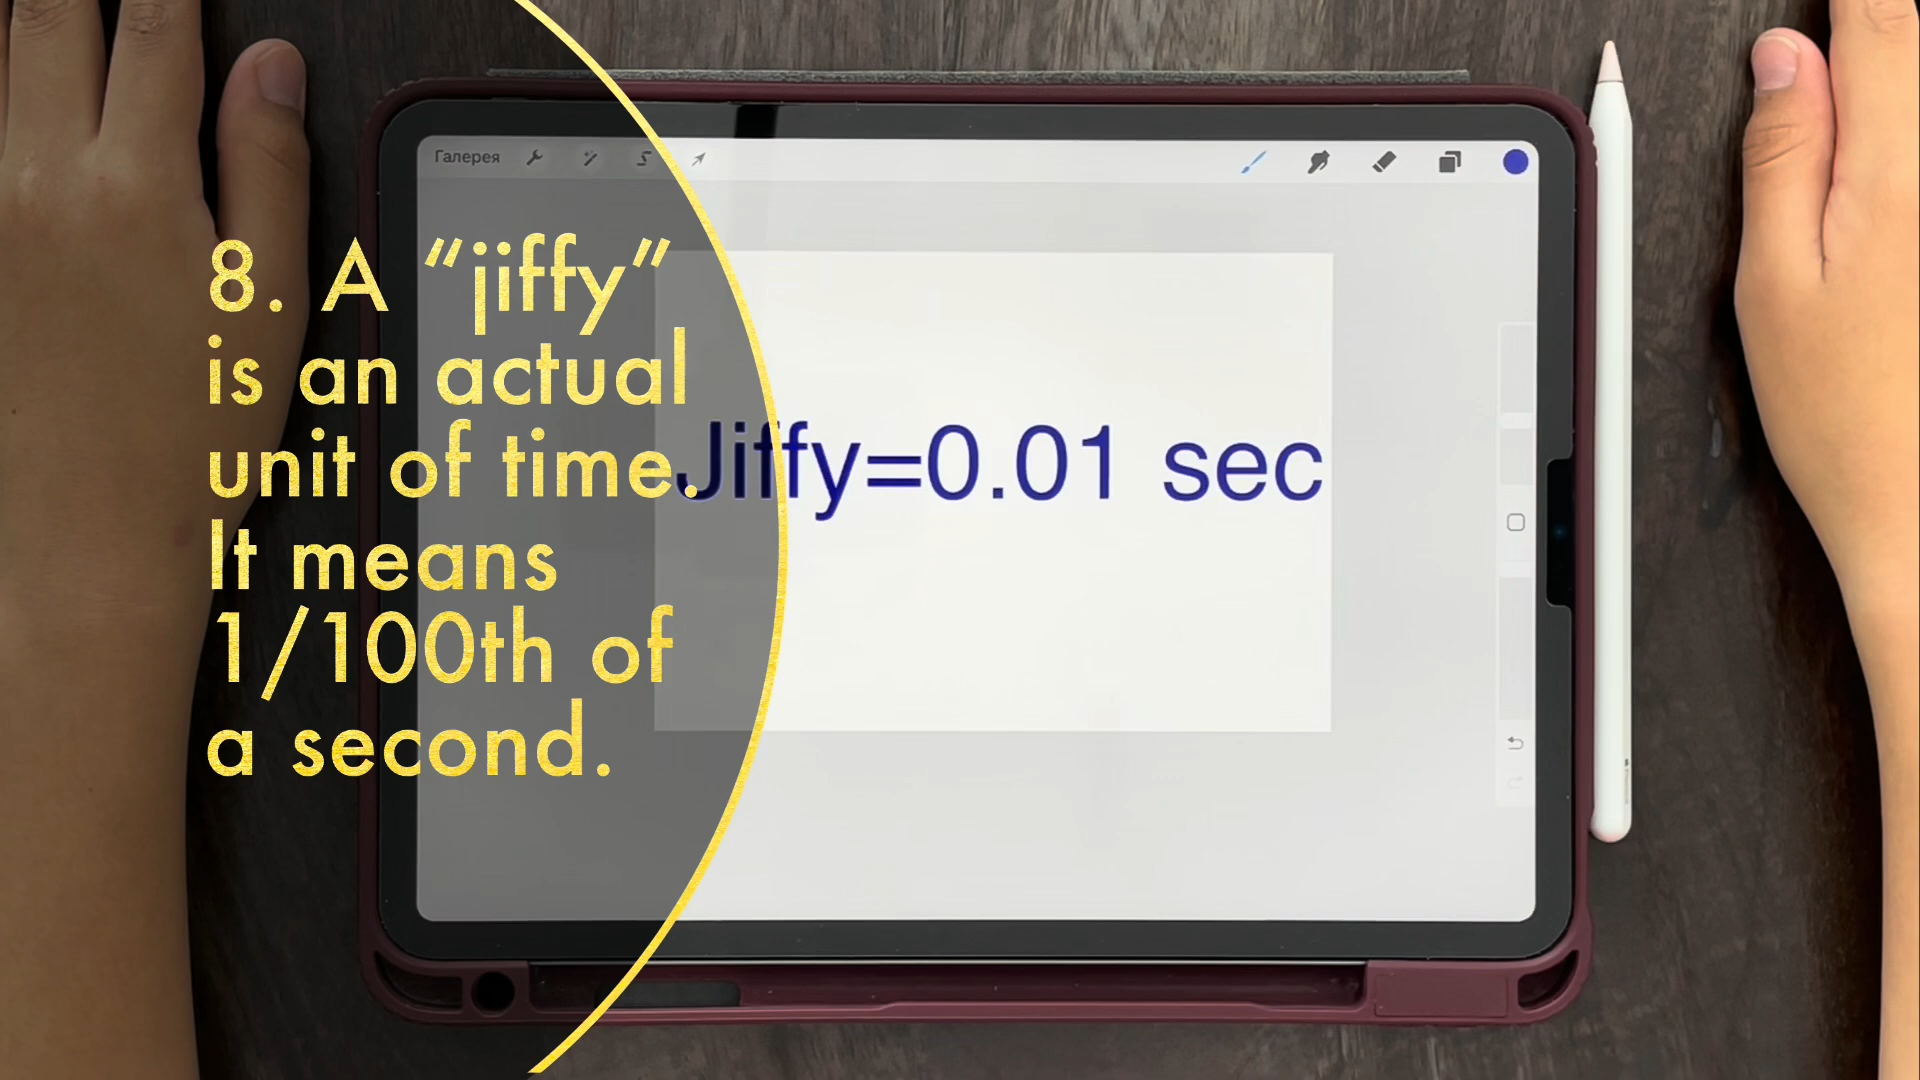 Галерея
8. A “jiffy”
is an actual
unit of time.
It means
1/100th of
a second.
Jiffy=0.01 sec